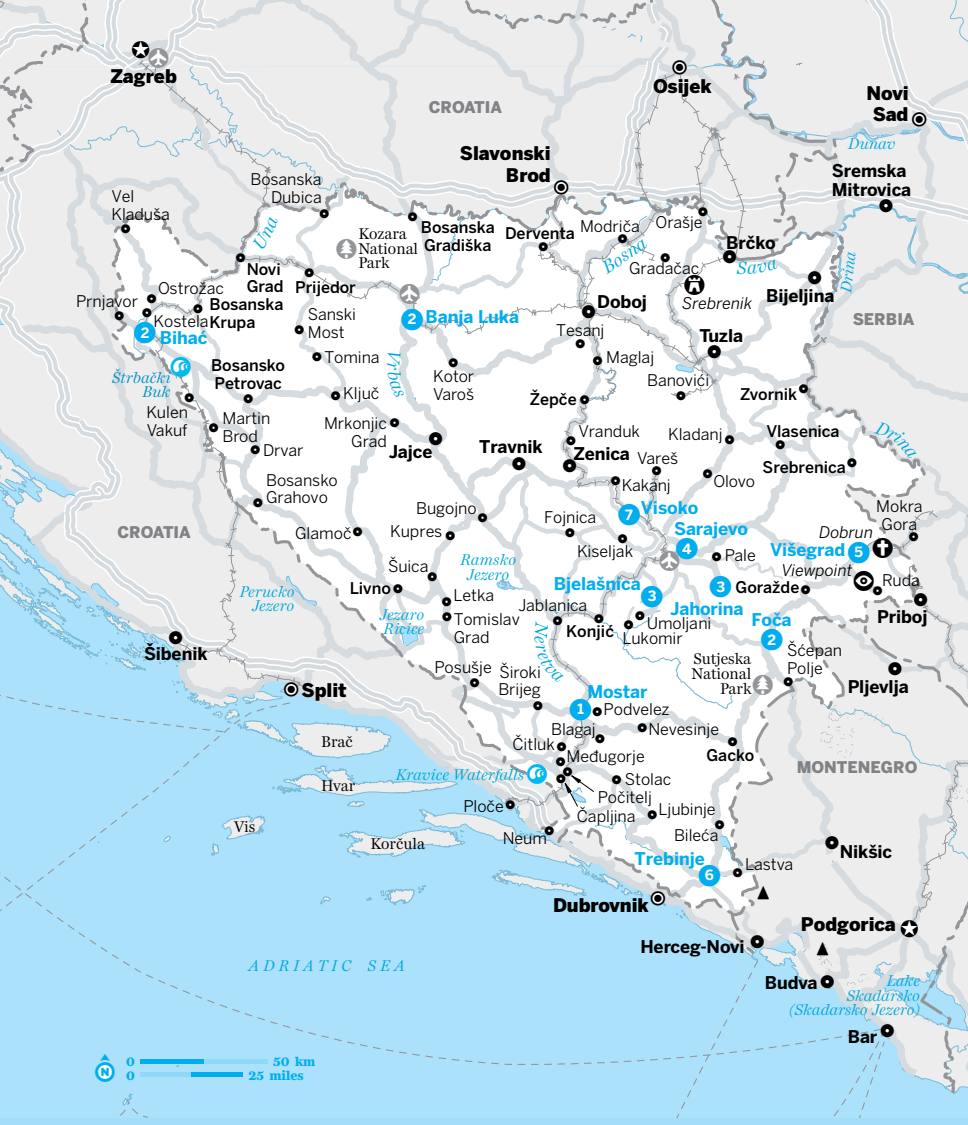 Zagreb
CROATIA
Osijek
Novi
Sad
Dunav
Slavonski
Brod
Sremska
Mitrovica
Vel
Kladuša
Bosanska
Dubica
Una
Kozara
National
Park
Bosanska
Gradiška
Derventa
Modriča
Orašje
Bosna
Gradačac
Brčko
Sava
Drina
Srebrenik
Bijeljina
SERBIA
Novi
Grad
Prijedor
Prnjavor
Ostrožac
Bosanska
Krupa
Kostela
2
Bihać
Sanski
Most
2
Banja Luka
Doboj
Tesanj
Maglaj
Tuzla
Štrbački
Buk
Bosansko
Petrovac
Tomina
Vrbas
Kotor
Varoš
Banovići
Zvornik
Kulen
Vakuf
Ključ
Žepče
Martin
Brod
Mrkonjic
Grad
Jajce
Vranduk
Kladanj
Vlasenica
Drina
Drvar
Travnik
Zenica
Vareš
Srebrenica
Bosansko
Grahovo
Kakanj
Olovo
CROATIA
Bugojno
Fojnica
7
Visoko
Mokra
Gora
Glamoč
Kupres
Kiseljak
Sarajevo
4
Dobrun
Višegrad
5
Pale
Šuica
Ramsko
Jezero
Bjelašnica
3
3
Jahorina
Goražde
Viewpoint
Ruda
Perucko
Jezero
Livno
Letka
Jablanica
Priboj
Jezaro
Rivice
Tomislav
Grad
Konjić
Umoljani
Lukomir
Foča
2
Šibenik
Neretva
Šćepan
Polje
Posušje
Široki
Brijeg
Sutjeska
National
Park
Pljevlja
Split
Mostar
1
Podvelez
Brač
Blagaj
Nevesinje
Čitluk
Međugorje
Gacko
MONTENEGRO
Kravice Waterfalls
Stolac
Hvar
Počitelj
Ploče
Čapljina
Ljubinje
Vis
Korčula
Neum
Bileća
Nikšic
Trebinje
6
Lastva
Dubrovnik
Podgorica
Herceg-Novi
ADRIATIC SEA
Budva
Lake
Skadarsko
(Skadarsko Jezero)
Bar
N
0 50 km
0 25 miles